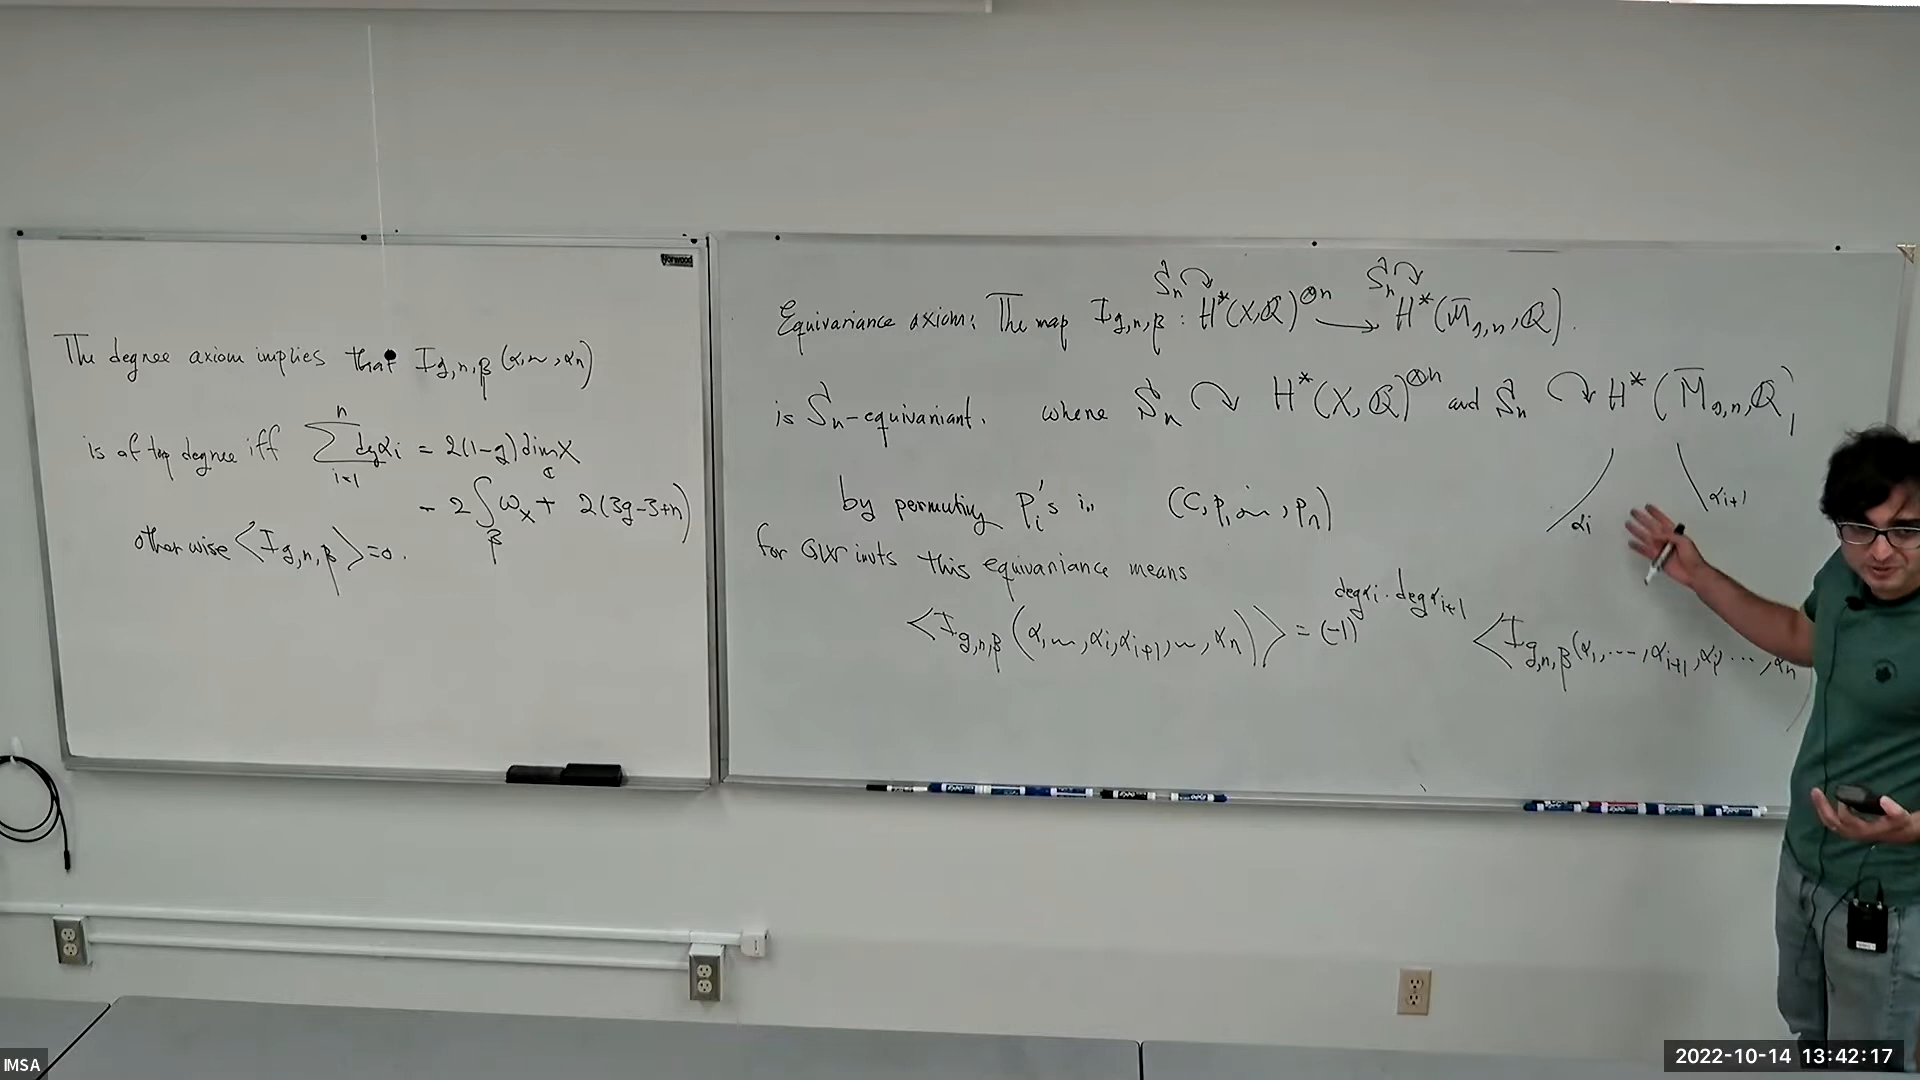 The degree axiom implies that I_{g,n,β}(α_1, ~, α_n)
is of top degree iff \sum_{i=1}^{n} deg α_i = 2(1-g) dim_ℂ X
- 2 ∫_β ω_X + 2(3g-3+n)
otherwise <I_{g,n,β}> = 0.
Norwood
Equivariance axiom: The map I_{g,n,β} : S_n ↷ H^*(X,ℚ)^{⊗n} → S_n ↷ H^*(M̄_{g,n},ℚ).
is S_n-equivariant. where S_n ↷ H^*(X,ℚ)^{⊗n} and S_n ↷ H^*(M̄_{g,n},ℚ)
by permuting p_i's in (C, p_1, ~, p_n)
α_i α_{i+1}
for GW invts this equivariance means
<I_{g,n,β}(α_1, ~, α_i, α_{i+1}, ~, α_n)> = (-1)^{deg α_i · deg α_{i+1}} <I_{g,n,β}(α_1, ..., α_{i+1}, α_i, ..., α_n
IMSA
2022-10-14 13:42:17